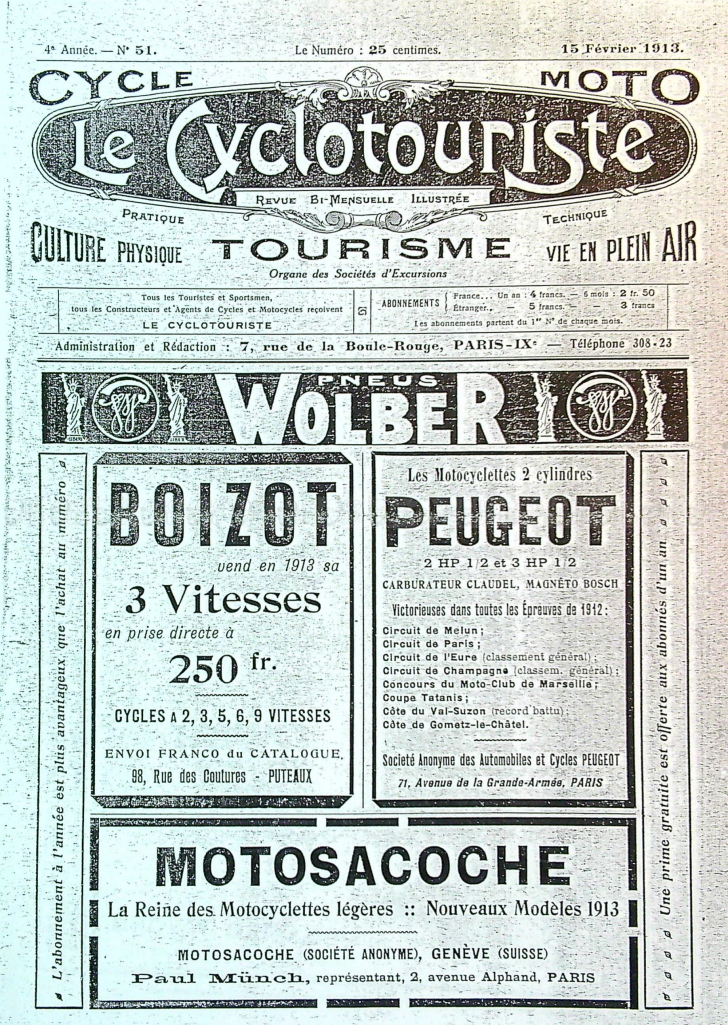 4e Année. — N° 51.
Le Numéro : 25 centimes.
15 Février 1913.
CYCLE
MOTO
Le Cyclotouriste
REVUE BI-MENSUELLE ILLUSTRÉE
PRATIQUE
TECHNIQUE
CULTURE PHYSIQUE
TOURISME
VIE EN PLEIN AIR
Organe des Sociétés d'Excursions
Tous les Touristes et Sportsmen,
tous les Constructeurs et Agents de Cycles et Motocycles reçoivent
LE CYCLOTOURISTE
ABONNEMENTS
France... Un an : 4 francs. — 6 mois : 2 fr. 50
Étranger.. — 5 francs. — — 3 francs
Les abonnements partent du 1er N° de chaque mois.
Administration et Rédaction : 7, rue de la Boule-Rouge, PARIS-IXe — Téléphone 308-23
PNEUS
WOLBER
L'abonnement à l'année est plus avantageux que l'achat au numéro
BOIZOT
vend en 1913 sa
3 Vitesses
en prise directe à
250 fr.
CYCLES A 2, 3, 5, 6, 9 VITESSES
ENVOI FRANCO du CATALOGUE.
98, Rue des Coutures - PUTEAUX
Les Motocyclettes 2 cylindres
PEUGEOT
2 HP 1/2 et 3 HP 1/2
CARBURATEUR CLAUDEL, MAGNÉTO BOSCH
Victorieuses dans toutes les Épreuves de 1912 :
Circuit de Melun ;
Circuit de Paris ;
Circuit de l'Eure (classement général) ;
Circuit de Champagne (classem. général) ;
Concours du Moto-Club de Marseille ;
Coupe Tatanis ;
Côte du Val-Suzon (record battu) ;
Côte de Gometz-le-Châtel.
Societé Anonyme des Automobiles et Cycles PEUGEOT
71, Avenue de la Grande-Armée, PARIS
Une prime gratuite est offerte aux abonnés d'un an
MOTOSACOCHE
La Reine des Motocyclettes légères :: Nouveaux Modèles 1913
MOTOSACOCHE (SOCIÉTÉ ANONYME), GENÈVE (SUISSE)
Paul Münch, représentant, 2, avenue Alphand, PARIS